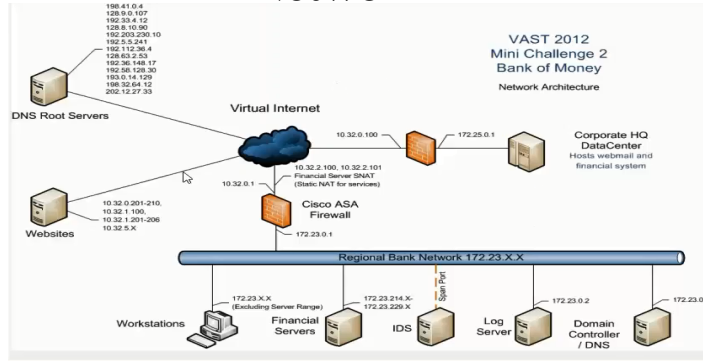 198.41.0.4
128.9.0.107
192.33.4.12
128.8.10.90
192.203.230.10
192.5.5.241
192.112.36.4
128.63.2.53
192.36.148.17
192.58.128.30
193.0.14.129
198.32.64.12
202.12.27.33
DNS Root Servers
VAST 2012
Mini Challenge 2
Bank of Money
Network Architecture
Virtual Internet
10.32.0.100
172.25.0.1
Corporate HQ
DataCenter
Hosts webmail and
financial system
10.32.2.100, 10.32.2.101
Financial Server SNAT
(Static NAT for services)
10.32.0.1
Cisco ASA
Firewall
172.23.0.1
10.32.0.201-210,
10.32.1.100,
10.32.1.201-206
10.32.5.X
Websites
Regional Bank Network 172.23.X.X
Span Port
172.23.X.X
(Excluding Server Range)
Workstations
172.23.214.X-
172.23.229.X
Financial
Servers
IDS
172.23.0.2
Log
Server
172.23.0
Domain
Controller
/ DNS